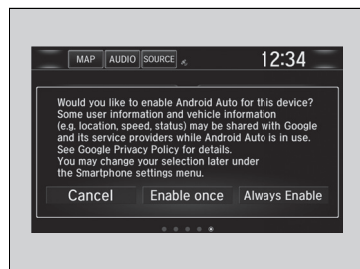 MAP AUDIO SOURCE 12:34
Would you like to enable Android Auto for this device?
Some user information and vehicle information
(e.g. location, speed, status) may be shared with Google
and its service providers while Android Auto is in use.
See Google Privacy Policy for details.
You may change your selection later under
the Smartphone settings menu.
Cancel Enable once Always Enable